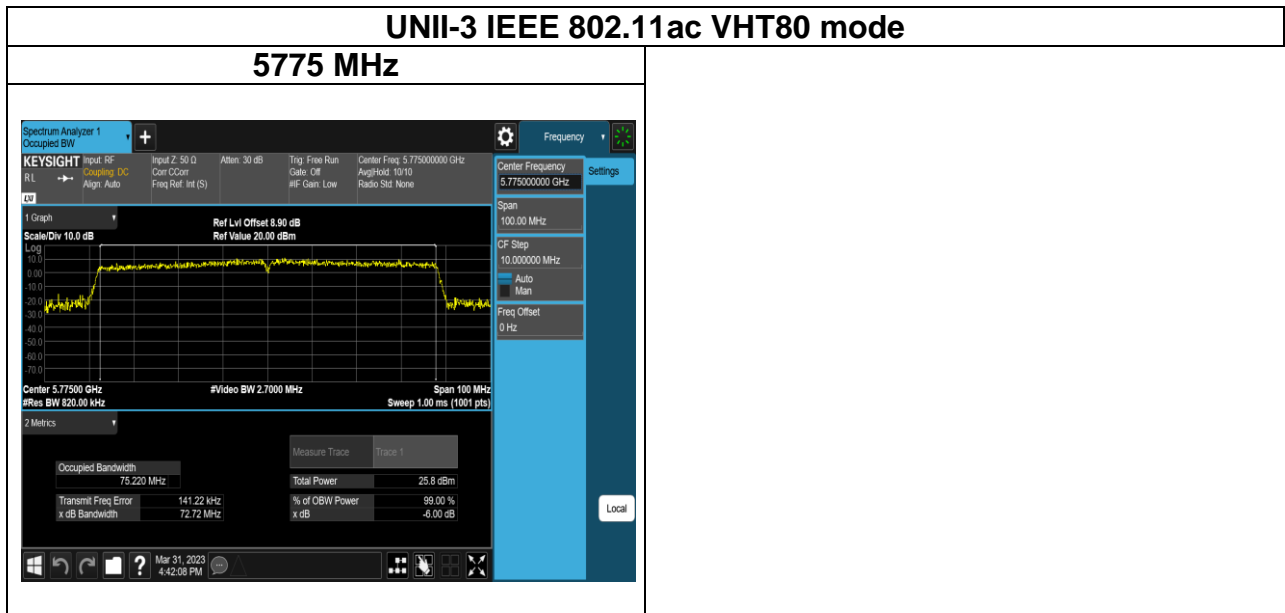 UNII-3 IEEE 802.11ac VHT80 mode
5775 MHz
Spectrum Analyzer 1
Occupied BW
+
Frequency
KEYSIGHT
RL
LXI
Input: RF
Coupling: DC
Align: Auto
Input Z: 50 Ω
Corr CCorr
Freq Ref: Int (S)
Atten: 30 dB
Trig: Free Run
Gate: Off
#IF Gain: Low
Center Freq: 5.775000000 GHz
Avg|Hold: 10/10
Radio Std: None
Center Frequency
5.775000000 GHz
Settings
Span
100.00 MHz
CF Step
10.000000 MHz
Auto
Man
Freq Offset
0 Hz
1 Graph
Scale/Div 10.0 dB
Ref Lvl Offset 8.90 dB
Ref Value 20.00 dBm
Log
10.0
0.00
-10.0
-20.0
-30.0
-40.0
-50.0
-60.0
-70.0
Center 5.77500 GHz
#Video BW 2.7000 MHz
Span 100 MHz
#Res BW 820.00 kHz
Sweep 1.00 ms (1001 pts)
2 Metrics
Measure Trace
Trace 1
Occupied Bandwidth
75.220 MHz
Total Power
25.8 dBm
Transmit Freq Error
141.22 kHz
% of OBW Power
99.00 %
x dB Bandwidth
72.72 MHz
x dB
-6.00 dB
Local
?
Mar 31, 2023
4:42:08 PM